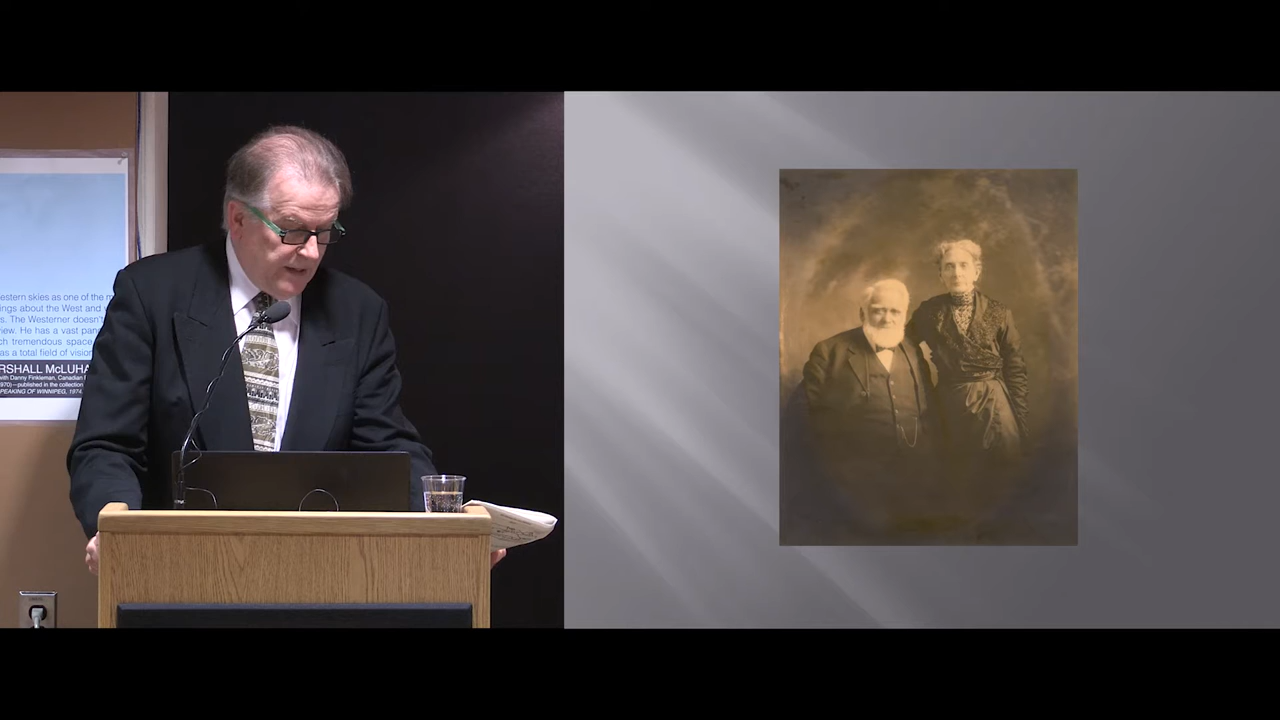 estern skies as one of the m
ings about the West and
s. The Westerner doesn't
view. He has a vast pan
ch tremendous space
as a total field of vision
RSHALL McLUHA
with Danny Finkleman, Canadian
970)—published in the collection
PEAKING OF WINNIPEG, 1974.